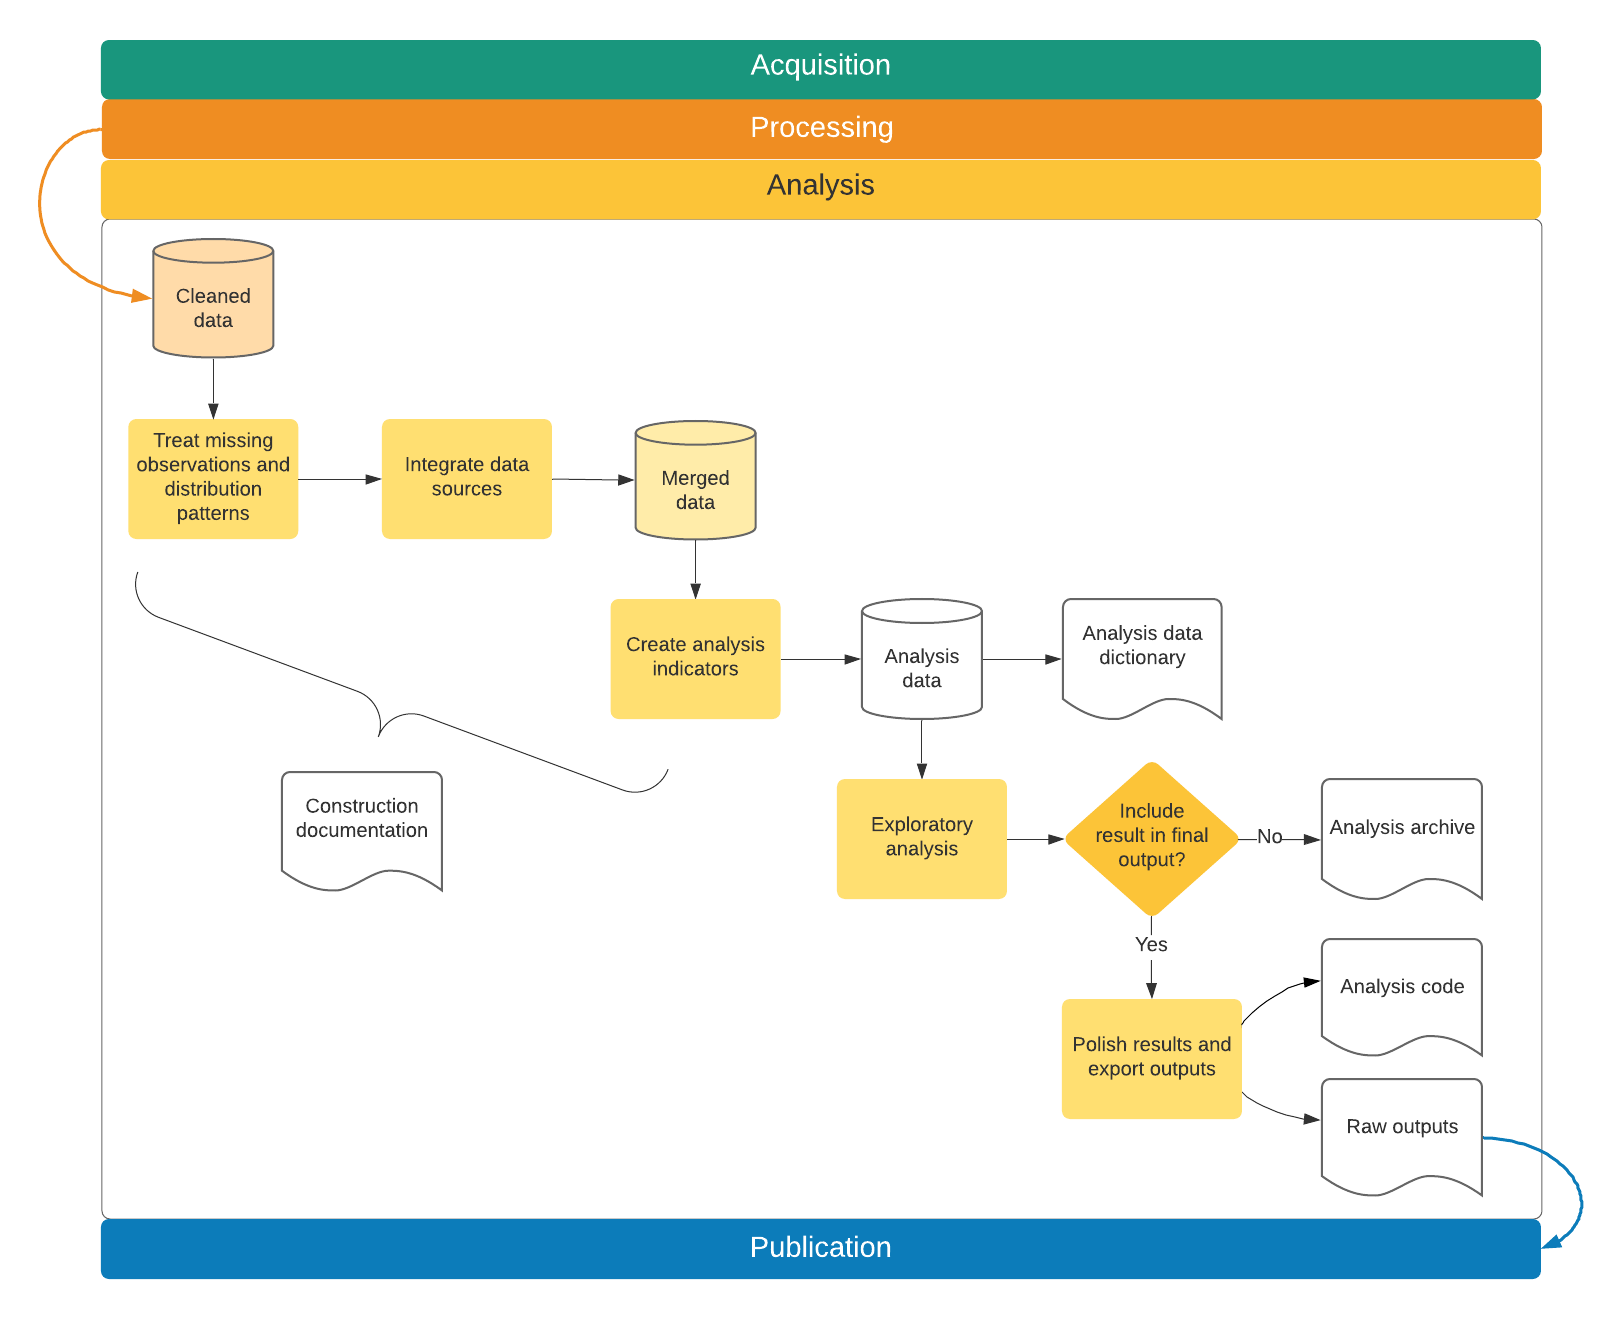 Acquisition
Processing
Analysis
Cleaned
data
Treat missing
observations and
distribution
patterns
Integrate data
sources
Merged
data
Create analysis
indicators
Analysis
data
Analysis data
dictionary
Construction
documentation
Exploratory
analysis
Include
result in final
output?
No
Analysis archive
Yes
Polish results and
export outputs
Analysis code
Raw outputs
Publication